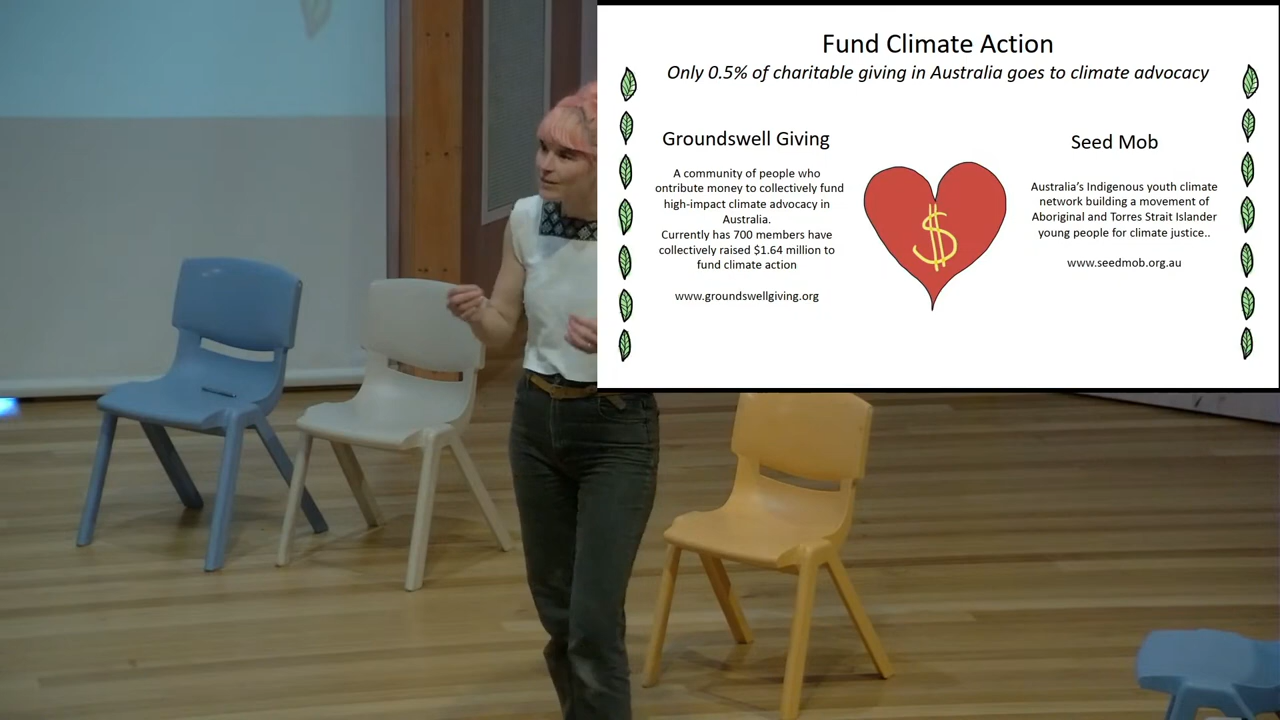 Fund Climate Action
Only 0.5% of charitable giving in Australia goes to climate advocacy
Groundswell Giving
A community of people who
ontribute money to collectively fund
high-impact climate advocacy in
Australia.
Currently has 700 members have
collectively raised $1.64 million to
fund climate action
www.groundswellgiving.org
$
Seed Mob
Australia's Indigenous youth climate
network building a movement of
Aboriginal and Torres Strait Islander
young people for climate justice..
www.seedmob.org.au